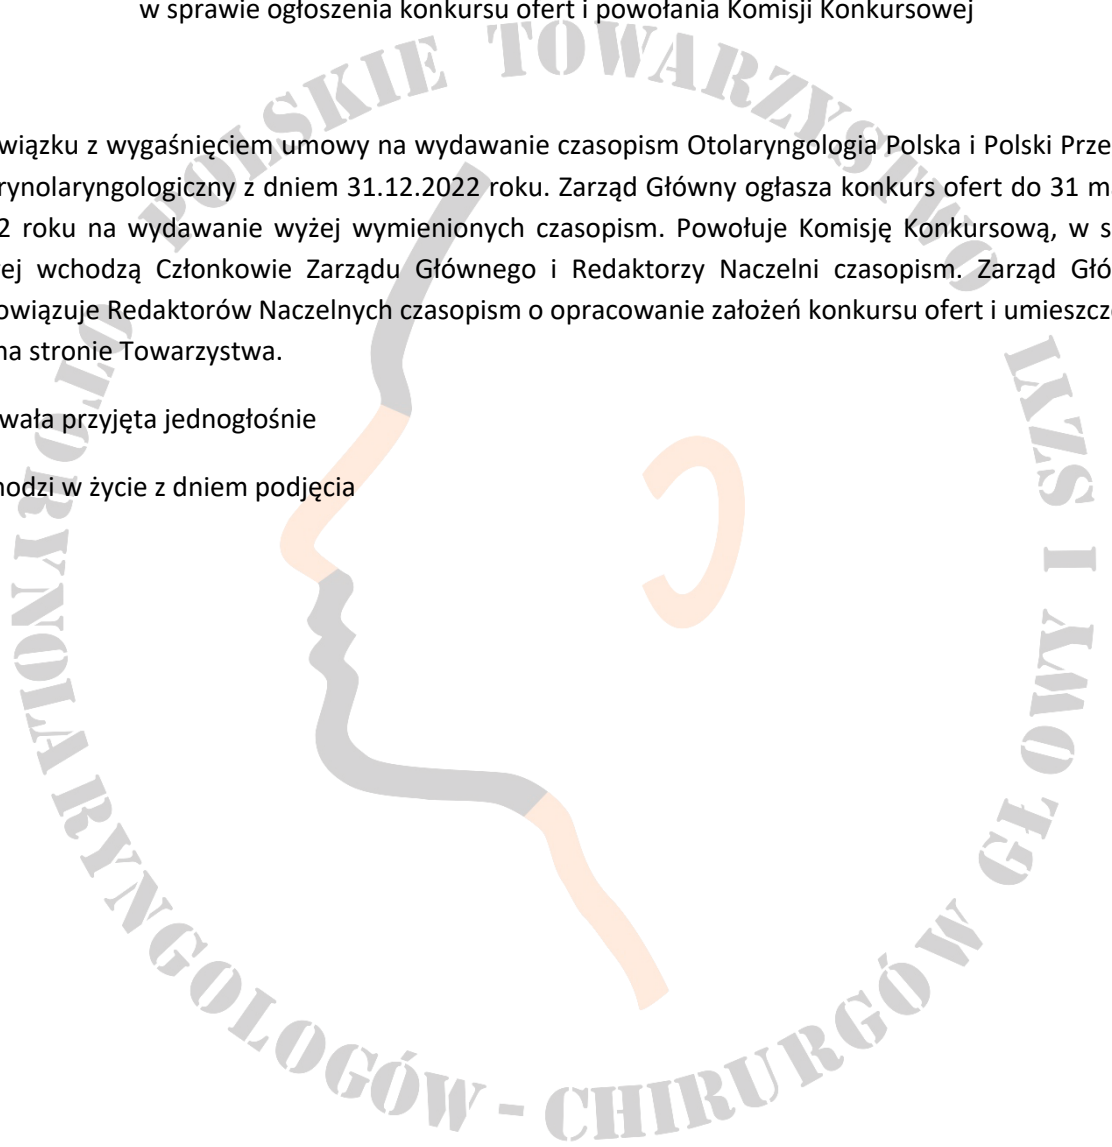 w sprawie ogłoszenia konkursu ofert i powołania Komisji Konkursowej
wiązku z wygaśnięciem umowy na wydawanie czasopism Otolaryngologia Polska i Polski Prze
rynolaryngologiczny z dniem 31.12.2022 roku. Zarząd Główny ogłasza konkurs ofert do 31 m
2 roku na wydawanie wyżej wymienionych czasopism. Powołuje Komisję Konkursową, w s
ej wchodzą Członkowie Zarządu Głównego i Redaktorzy Naczelni czasopism. Zarząd Głó
owiązuje Redaktorów Naczelnych czasopism o opracowanie założeń konkursu ofert i umieszcz
na stronie Towarzystwa.
wała przyjęta jednogłośnie
hodzi w życie z dniem podjęcia
POLSKIE TOWARZYSTWO
OTORYNOLARYNGOLOGÓW - CHIRURGÓW GŁOWY I SZYI